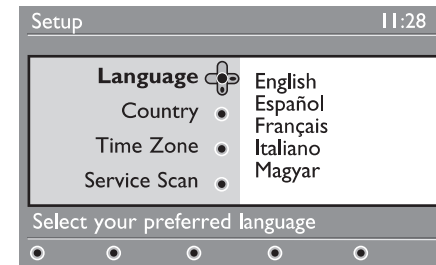 Setup 11:28
Language
Country
Time Zone
Service Scan
English
Español
Français
Italiano
Magyar
Select your preferred language